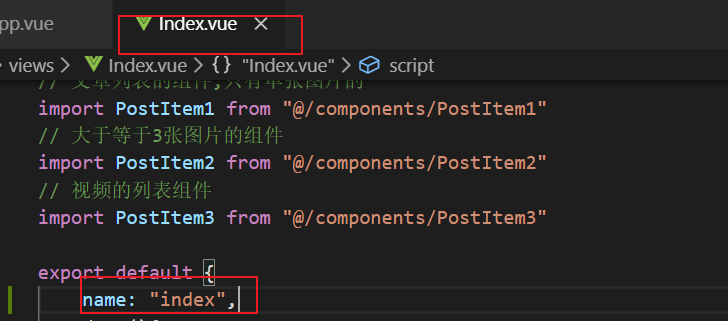 pp.vue
Index.vue
views > Index.vue > {} "Index.vue" > script
// 文章列表的组件,只有单张图片的
import PostItem1 from "@/components/PostItem1"
// 大于等于3张图片的组件
import PostItem2 from "@/components/PostItem2"
// 视频的列表组件
import PostItem3 from "@/components/PostItem3"
export default {
name: "index",